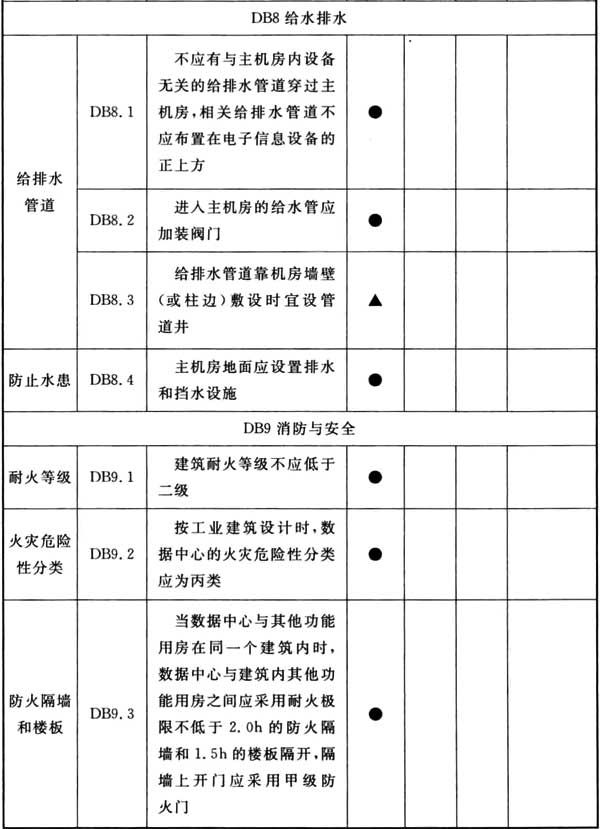 DB8 给水排水
给排水
管道
DB8.1
不应有与主机房内设备
无关的给排水管道穿过主
机房,相关给排水管道不
应布置在电子信息设备的
正上方
●
DB8.2
进入主机房的给水管应
加装阀门
●
DB8.3
给排水管道靠机房墙壁
(或柱边)敷设时宜设管
道井
▲
防止水患
DB8.4
主机房地面应设置排水
和挡水设施
●
DB9 消防与安全
耐火等级
DB9.1
建筑耐火等级不应低于
二级
●
火灾危险
性分类
DB9.2
按工业建筑设计时,数
据中心的火灾危险性分类
应为丙类
●
防火隔墙
和楼板
DB9.3
当数据中心与其他功能
用房在同一个建筑内时,
数据中心与建筑内其他功
能用房之间应采用耐火极
限不低于 2.0h 的防火隔
墙和 1.5h 的楼板隔开,隔
墙上开门应采用甲级防
火门
●